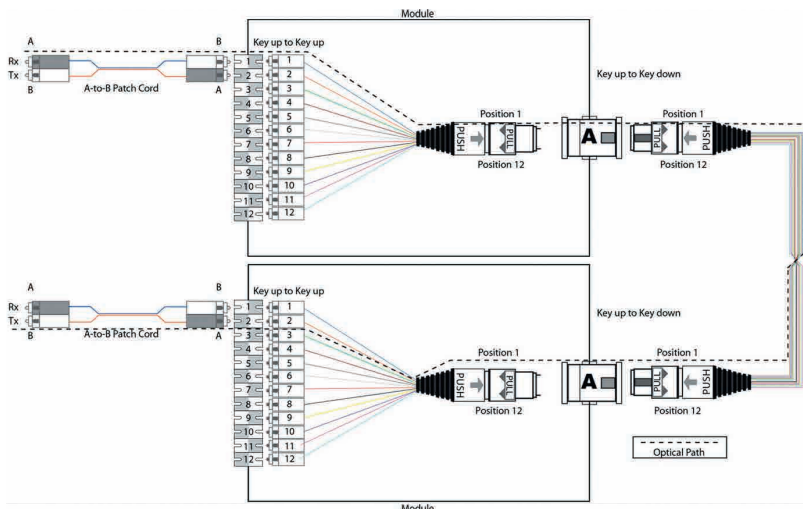 Module
A
B
Key up to Key up
Rx
Tx
B
A
A-to-B Patch Cord
1 1
2 2
3 3
4 4
5 5
6 6
7 7
8 8
9 9
10 10
11 11
12 12
Key up to Key down
Position 1
Position 1
PUSH
PULL
A
PULL
PUSH
Position 12
Position 12
A
B
Key up to Key up
Rx
Tx
B
A
A-to-B Patch Cord
1 1
2 2
3 3
4 4
5 5
6 6
7 7
8 8
9 9
10 10
11 11
12 12
Key up to Key down
Position 1
Position 1
PUSH
PULL
A
PULL
PUSH
Position 12
Position 12
Optical Path
Module